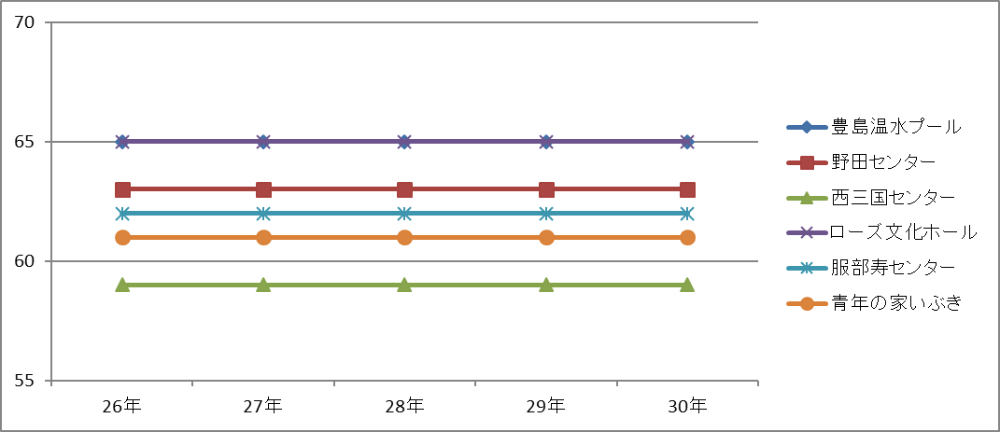 70
65
60
55
26年
27年
28年
29年
30年
豊島温水プール
野田センター
西三国センター
ローズ文化ホール
服部寿センター
青年の家いぶき